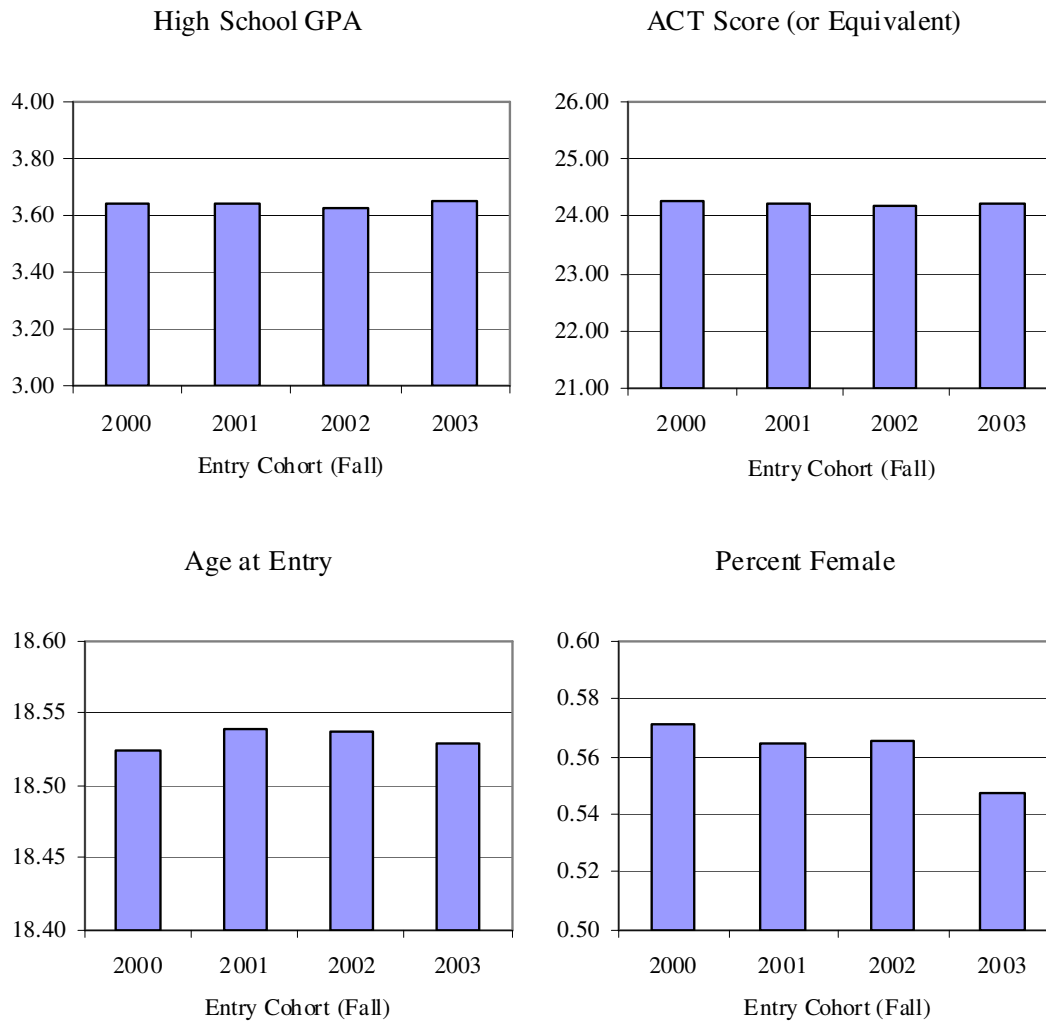 High School GPA
4.00
3.80
3.60
3.40
3.20
3.00
2000 2001 2002 2003
Entry Cohort (Fall)
ACT Score (or Equivalent)
26.00
25.00
24.00
23.00
22.00
21.00
2000 2001 2002 2003
Entry Cohort (Fall)
Age at Entry
18.60
18.55
18.50
18.45
18.40
2000 2001 2002 2003
Entry Cohort (Fall)
Percent Female
0.60
0.58
0.56
0.54
0.52
0.50
2000 2001 2002 2003
Entry Cohort (Fall)